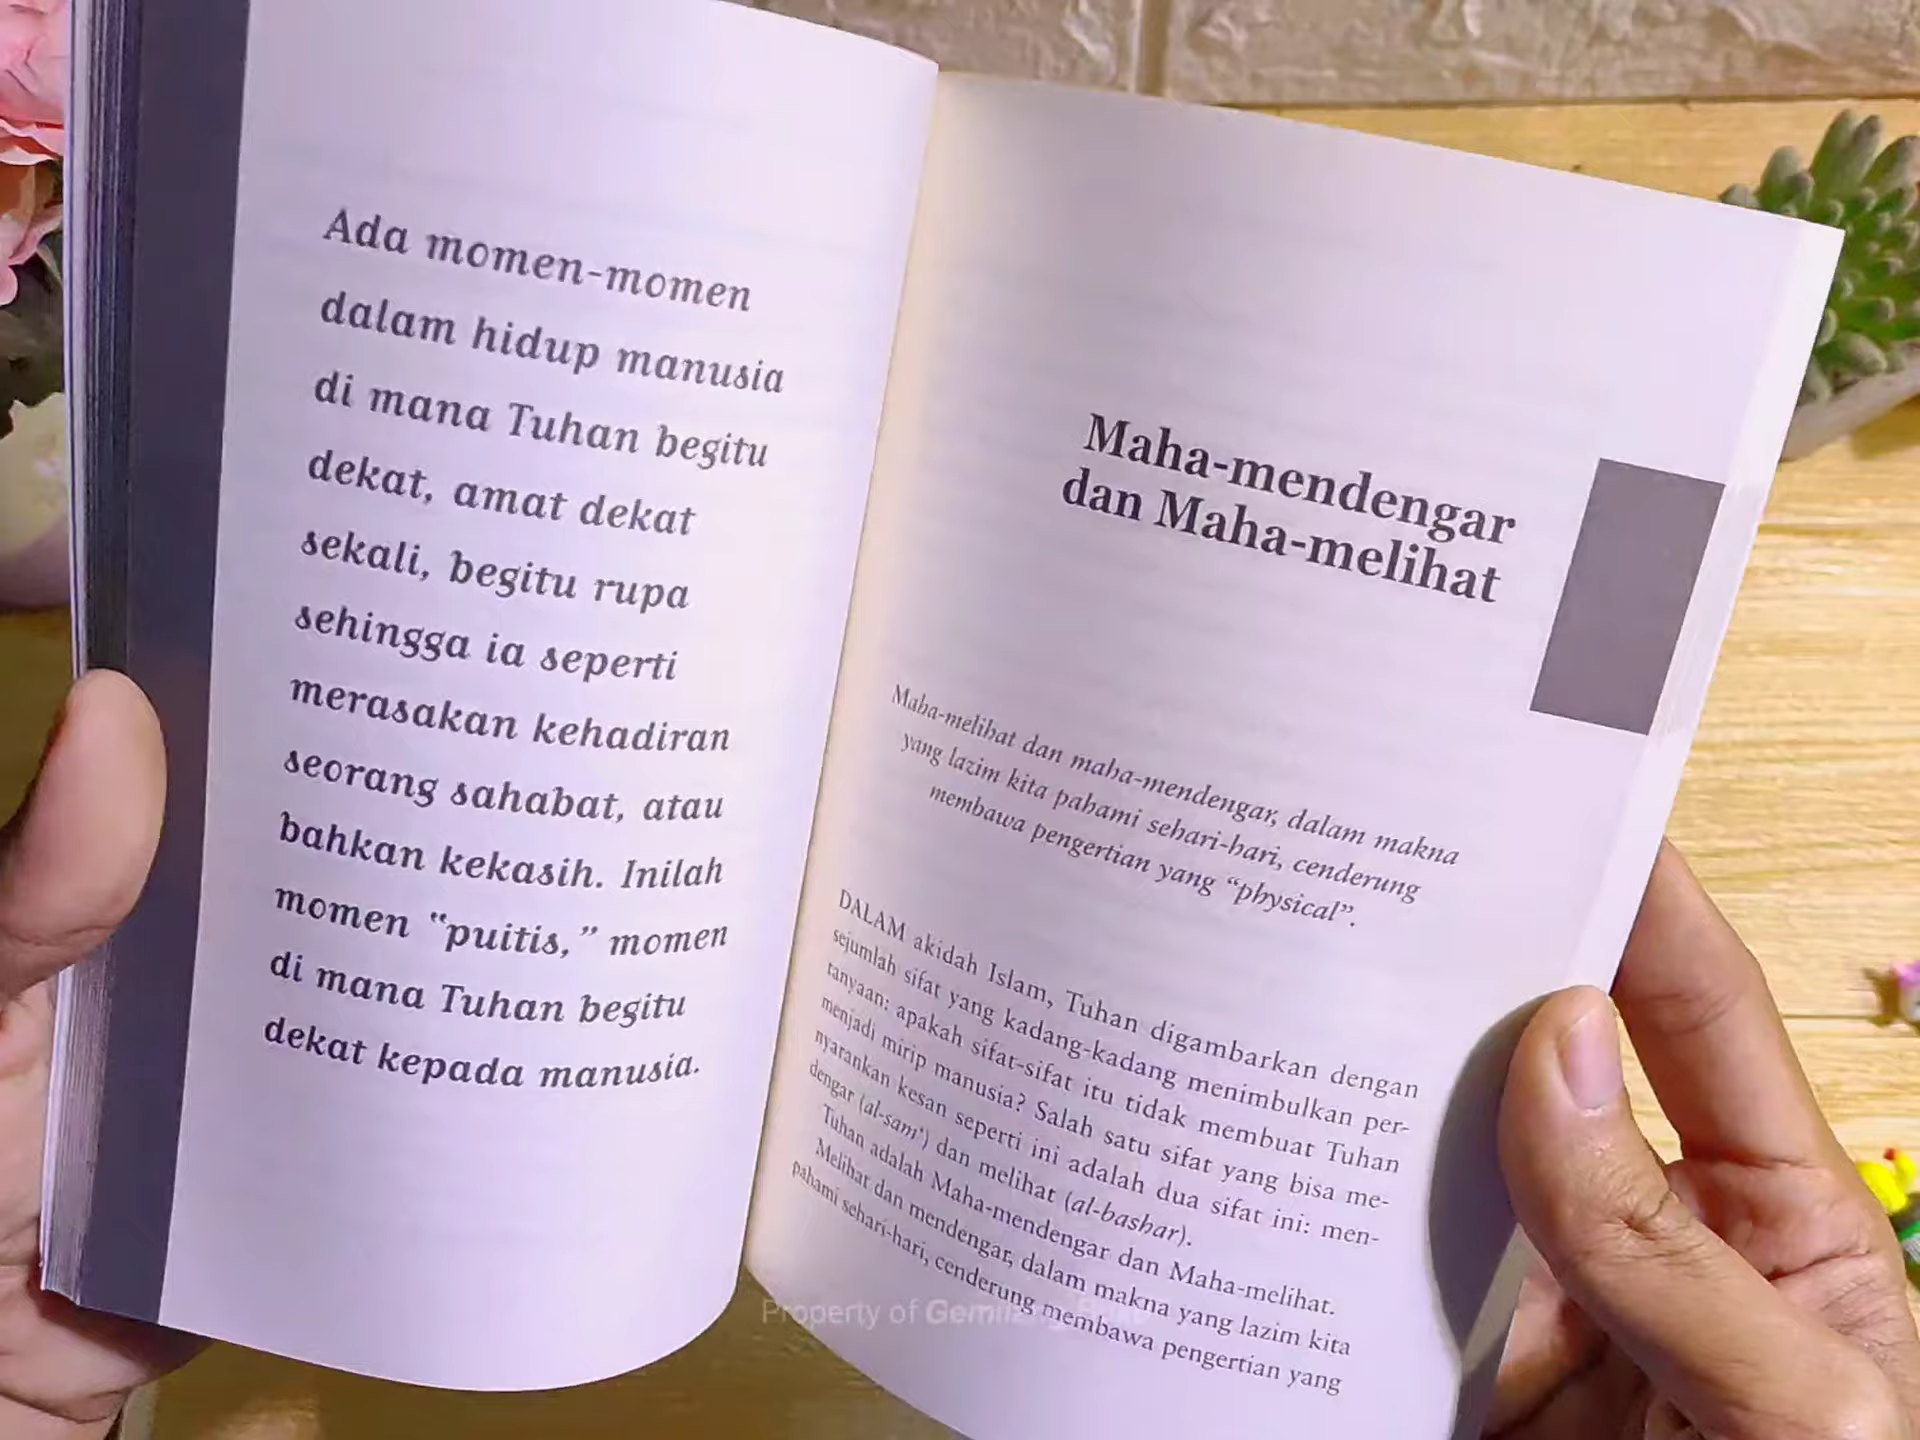 Ada momen-momen
dalam hidup manusia
di mana Tuhan begitu
dekat, amat dekat
sekali, begitu rupa
sehingga ia seperti
merasakan kehadiran
seorang sahabat, atau
bahkan kekasih. Inilah
momen “puitis,” momen
di mana Tuhan begitu
dekat kepada manusia.
Maha-mendengar
dan Maha-melihat
Maha-melihat dan maha-mendengar, dalam makna
yang lazim kita pahami sehari-hari, cenderung
membawa pengertian yang “physical”.
DALAM akidah Islam, Tuhan digambarkan dengan
sejumlah sifat yang kadang-kadang menimbulkan per-
tanyaan: apakah sifat-sifat itu tidak membuat Tuhan
menjadi mirip manusia? Salah satu sifat yang bisa me-
nyarankan kesan seperti ini adalah dua sifat ini: men-
dengar (al-sam‘) dan melihat (al-bashar).
Tuhan adalah Maha-mendengar dan Maha-melihat.
Melihat dan mendengar, dalam makna yang lazim kita
pahami sehari-hari, cenderung membawa pengertian yang
Property of